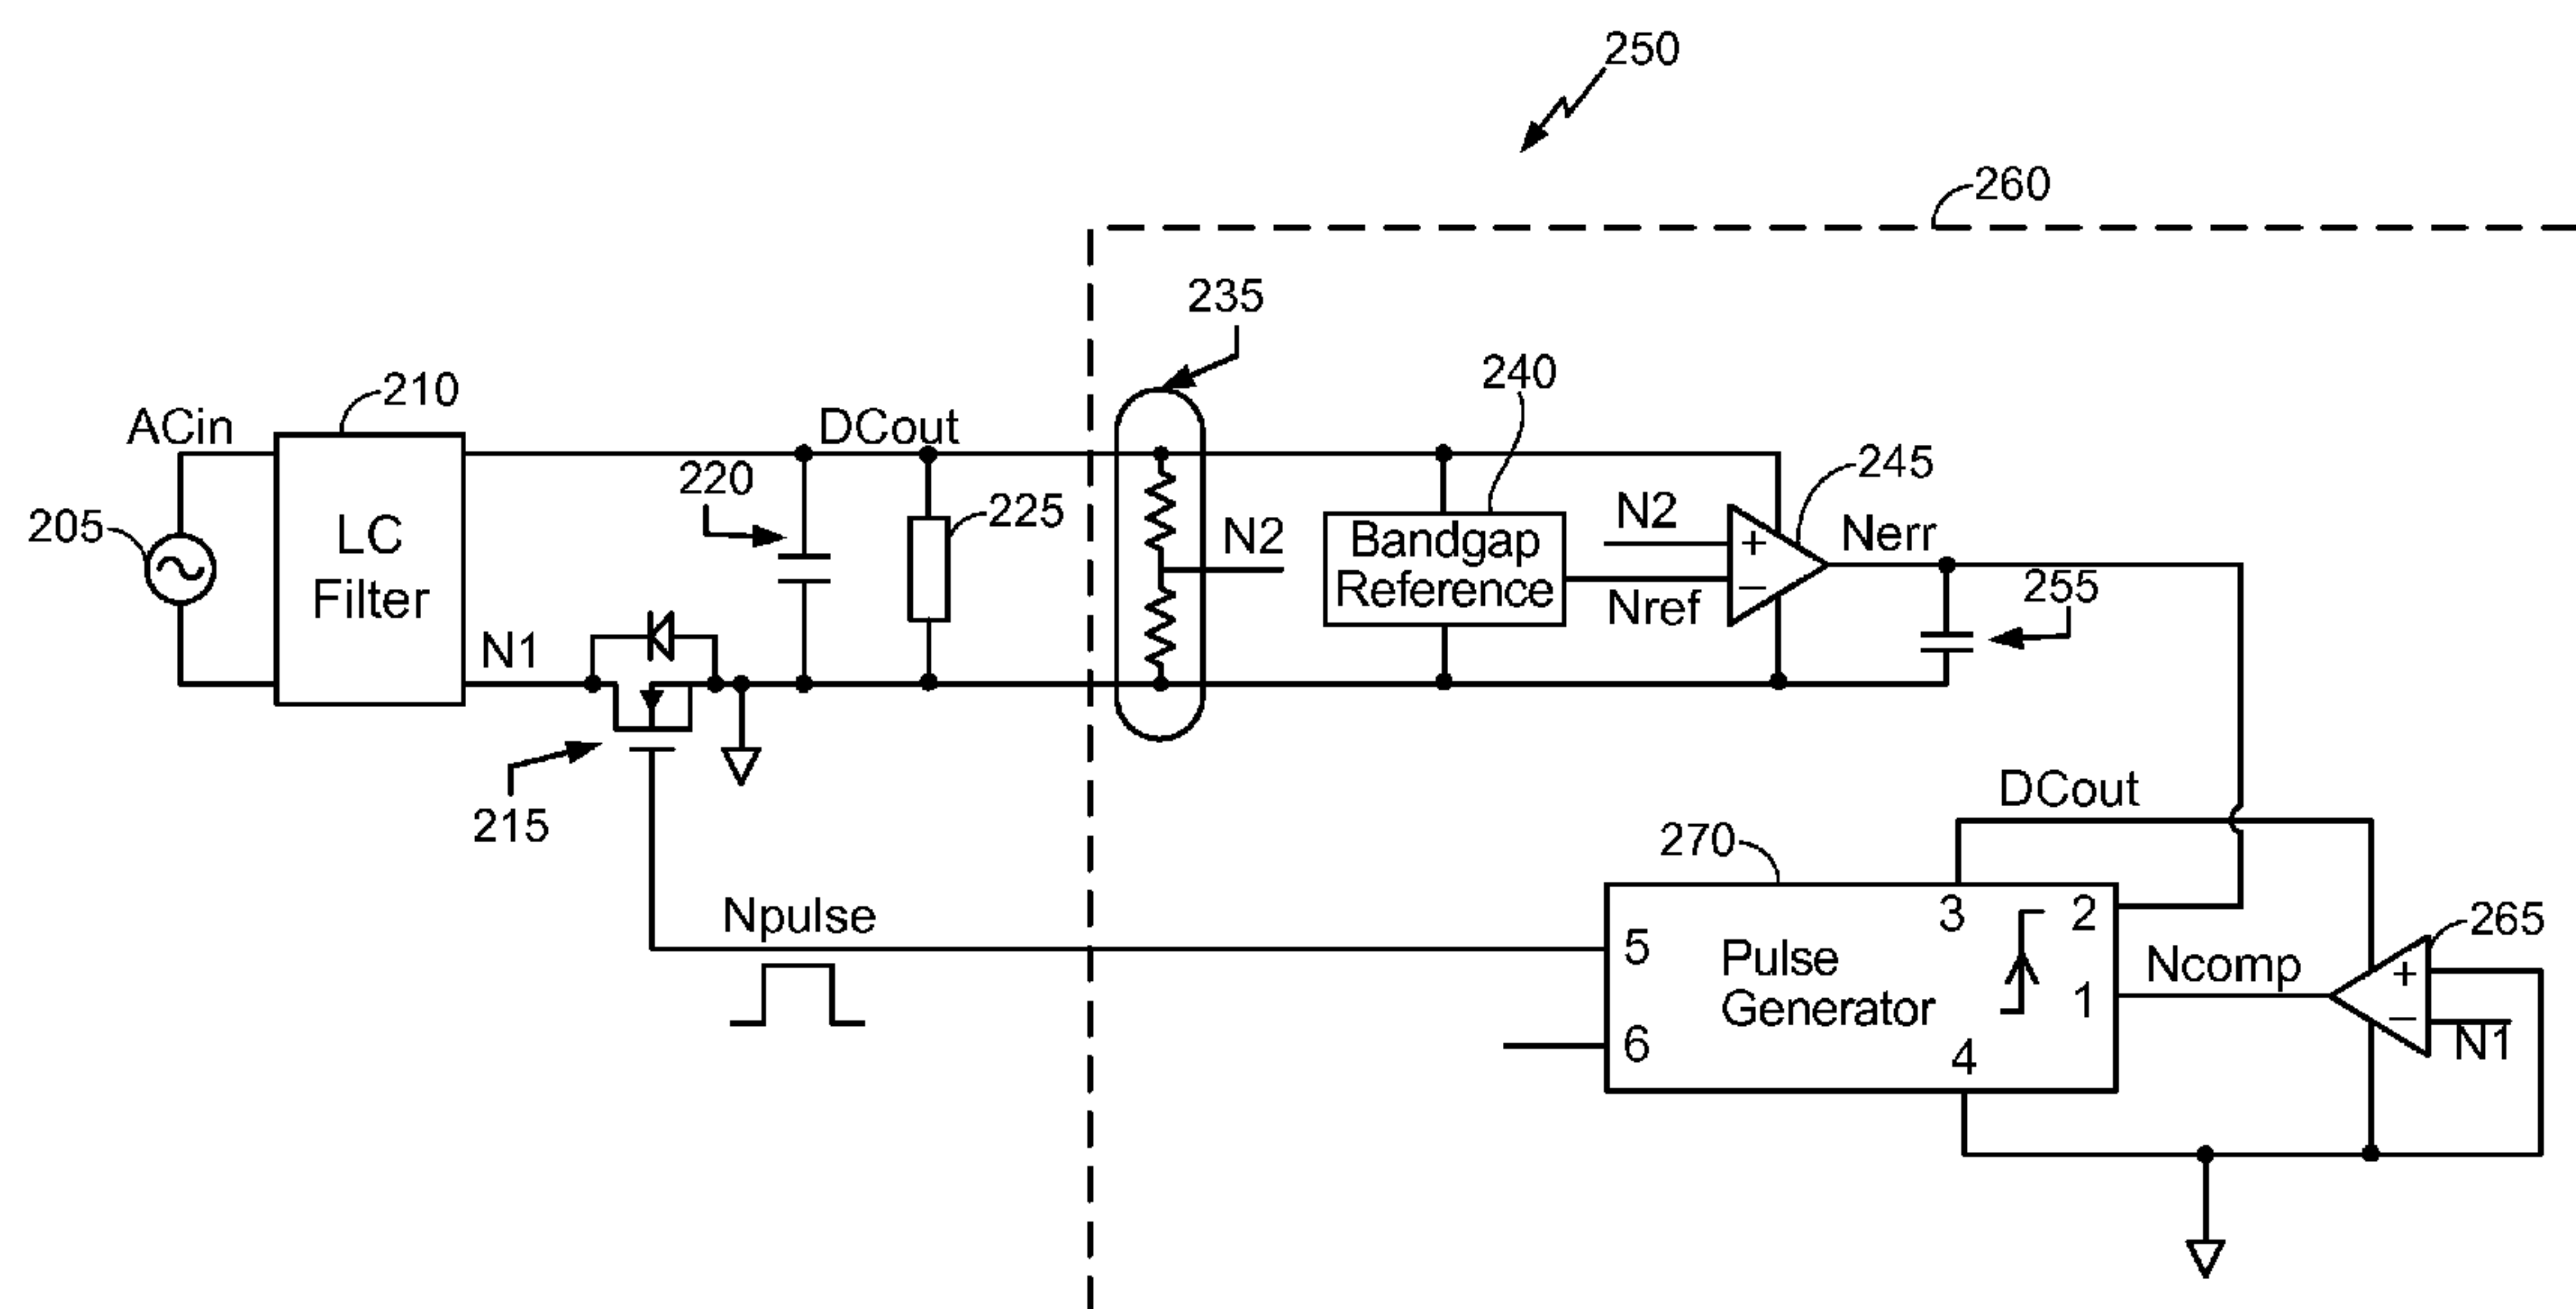 250
260
235
240
210
ACin
DCout
245
220
N2
225
205
LC
Filter
N2
Bandgap
Reference
Nerr
255
Nref
N1
215
DCout
270
Npulse
3
2
265
5
Pulse
Generator
Ncomp
+
1
−
N1
6
4
+
−